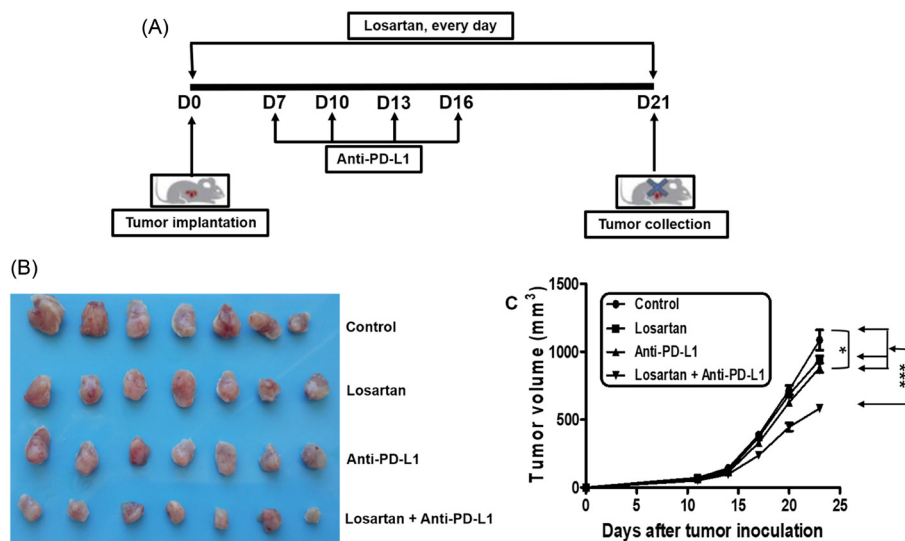 (A)
Losartan, every day
D0 D7 D10 D13 D16 D21
Anti-PD-L1
Tumor implantation
Tumor collection
(B)
Control
Losartan
Anti-PD-L1
Losartan + Anti-PD-L1
C
Tumor volume (mm³)
1500
1000
500
0
Control
Losartan
Anti-PD-L1
Losartan + Anti-PD-L1
*
***
0 5 10 15 20 25
Days after tumor inoculation